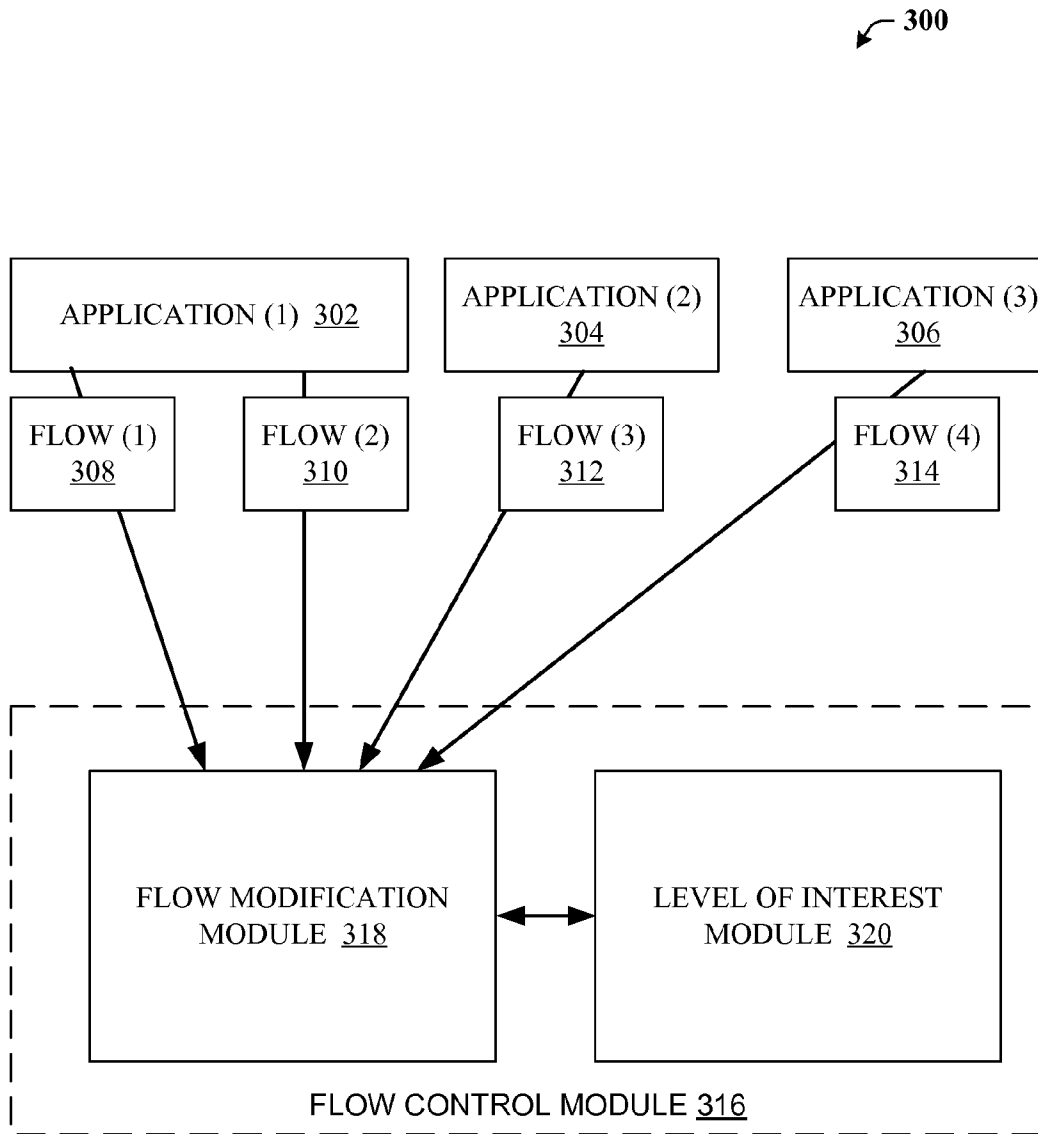 300
APPLICATION (1) 302
APPLICATION (2)
304
APPLICATION (3)
306
FLOW (1)
308
FLOW (2)
310
FLOW (3)
312
FLOW (4)
314
FLOW MODIFICATION
MODULE 318
LEVEL OF INTEREST
MODULE 320
FLOW CONTROL MODULE 316